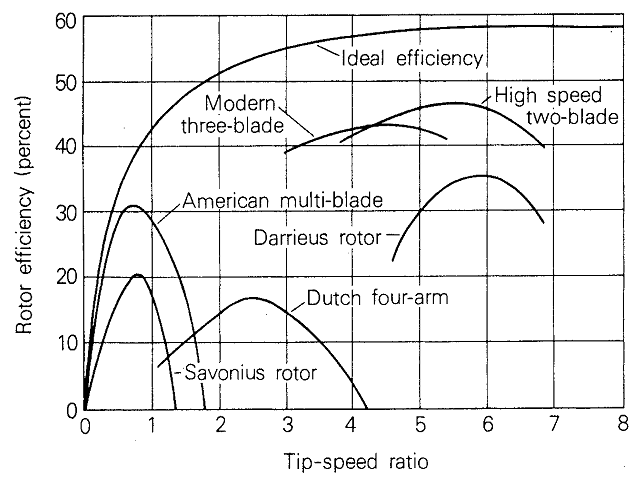 60
50
40
30
20
10
0
Rotor efficiency (percent)
Ideal efficiency
High speed
two-blade
Modern
three-blade
American multi-blade
Darrieus rotor
Dutch four-arm
Savonius rotor
0 1 2 3 4 5 6 7 8
Tip-speed ratio